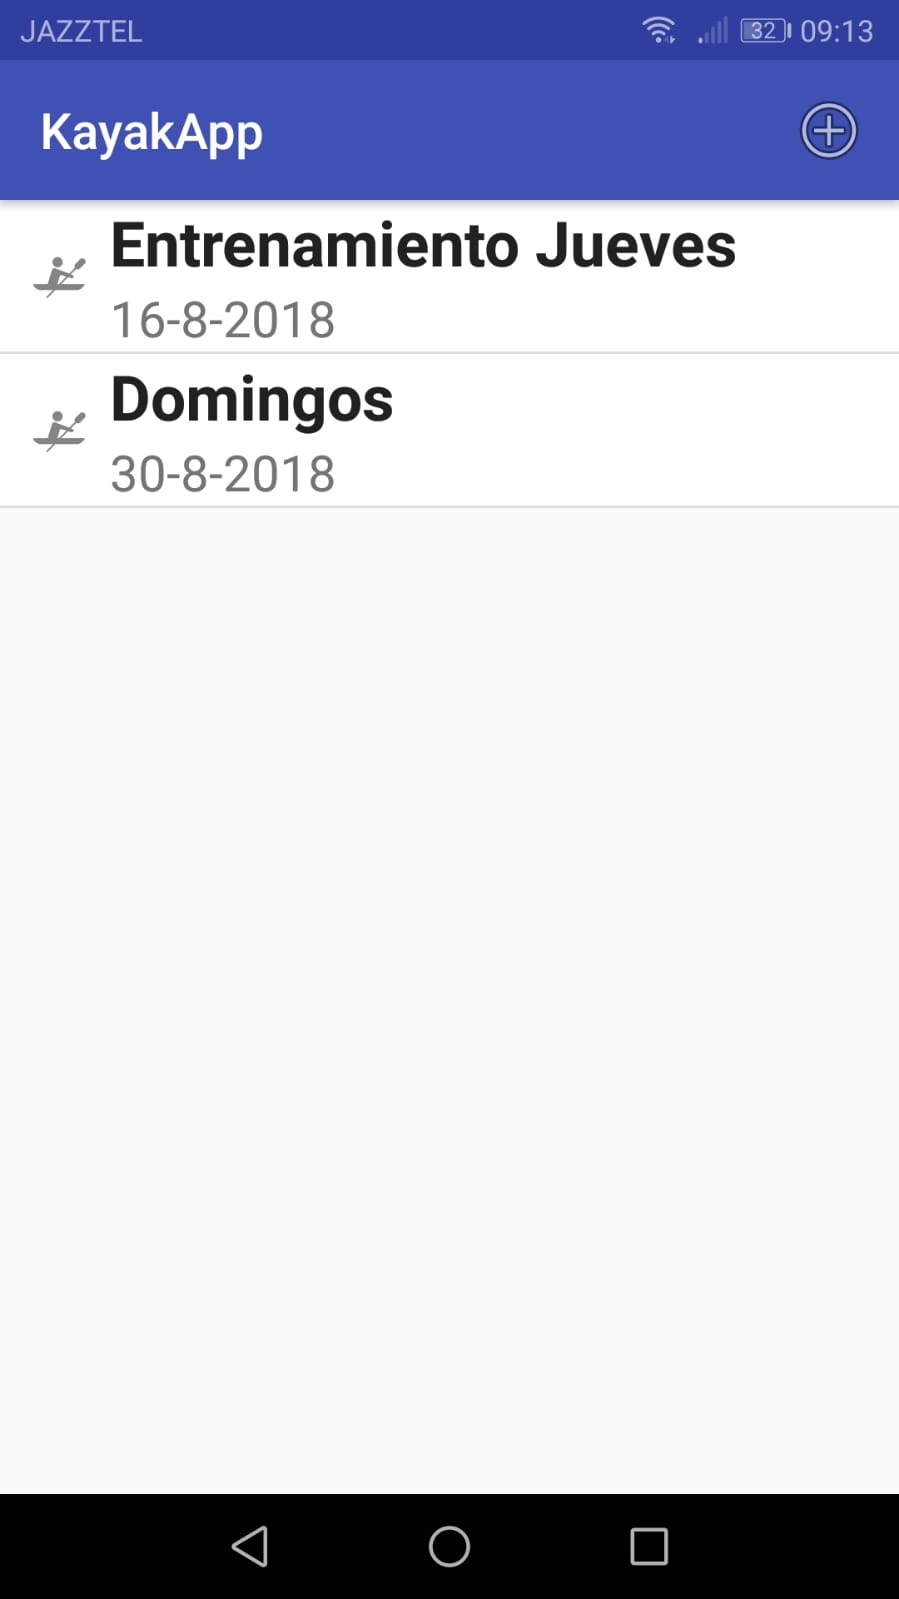 JAZZTEL 32 09:13
KayakApp
Entrenamiento Jueves
16-8-2018
Domingos
30-8-2018